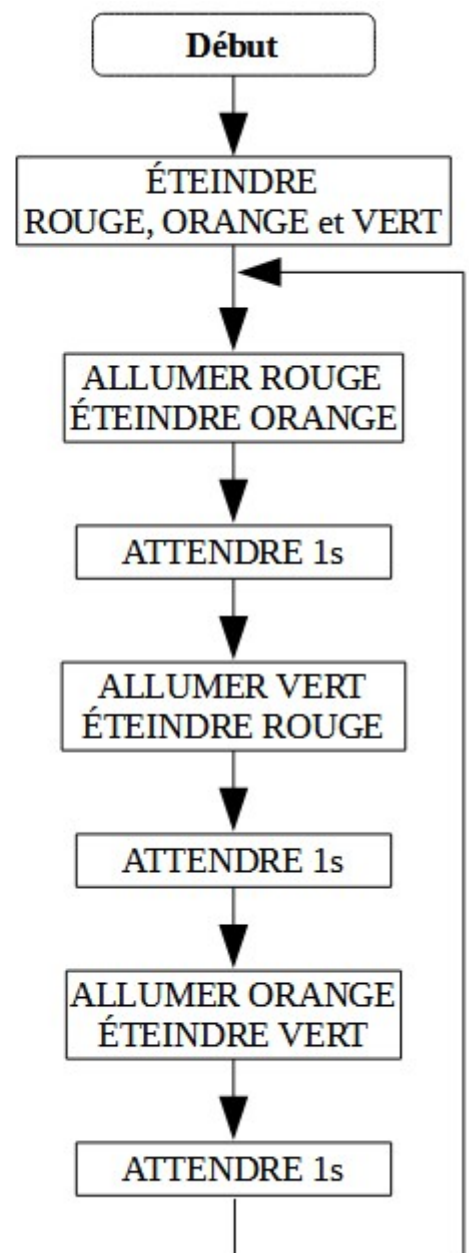 Début
ÉTEINDRE
ROUGE, ORANGE et VERT
ALLUMER ROUGE
ÉTEINDRE ORANGE
ATTENDRE 1s
ALLUMER VERT
ÉTEINDRE ROUGE
ATTENDRE 1s
ALLUMER ORANGE
ÉTEINDRE VERT
ATTENDRE 1s